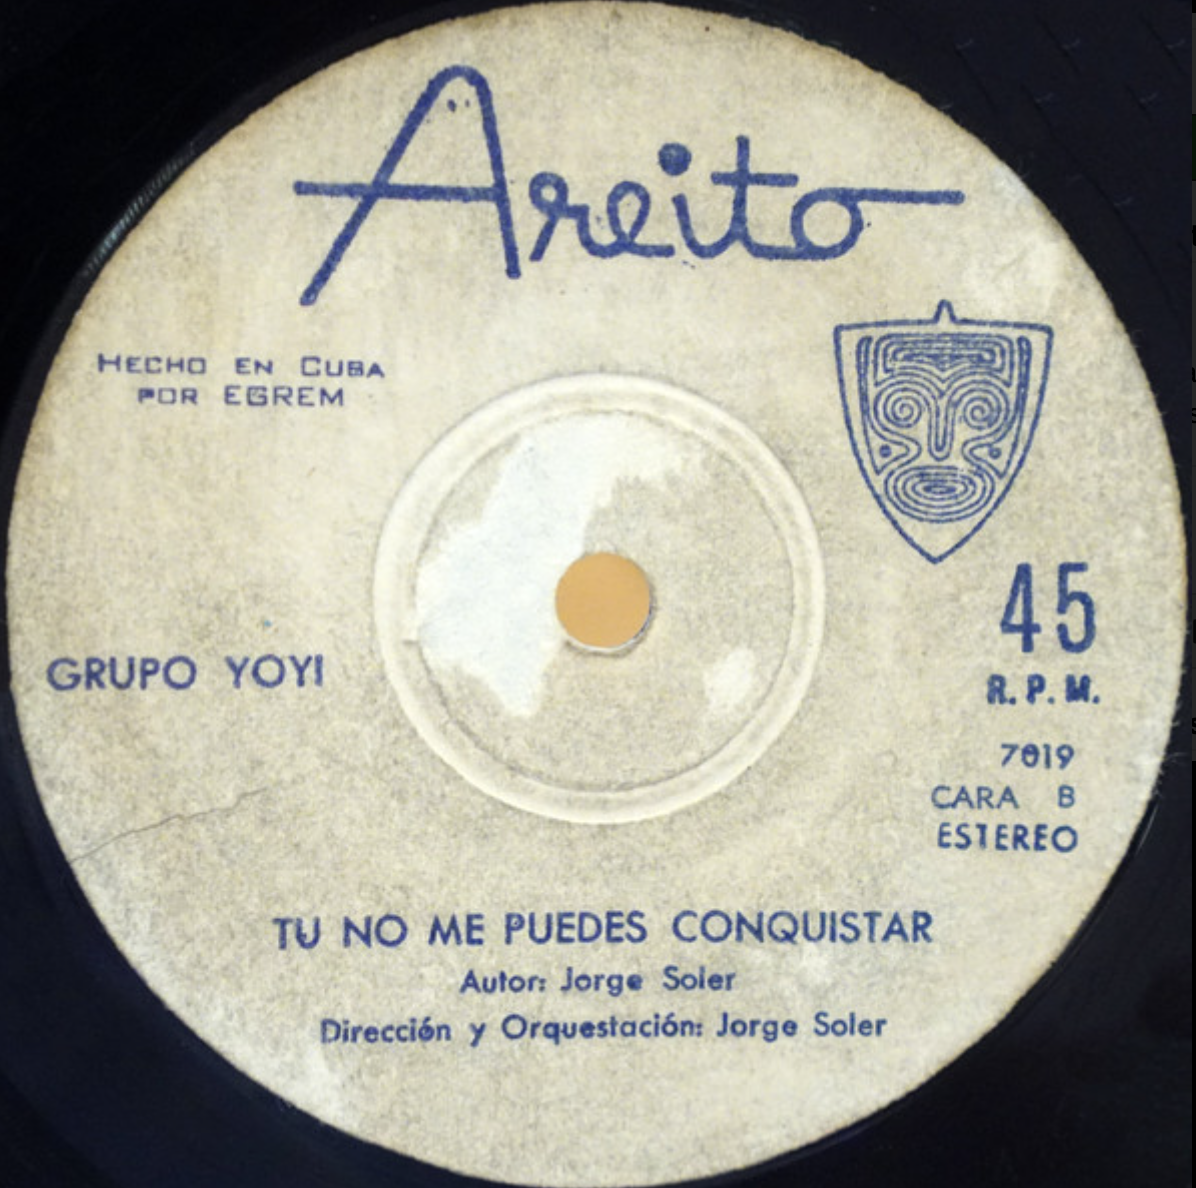 Areito
HECHO EN CUBA
POR EGREM
45
R. P. M.
GRUPO YOYI
7019
CARA B
ESTEREO
TU NO ME PUEDES CONQUISTAR
Autor: Jorge Soler
Dirección y Orquestación: Jorge Soler